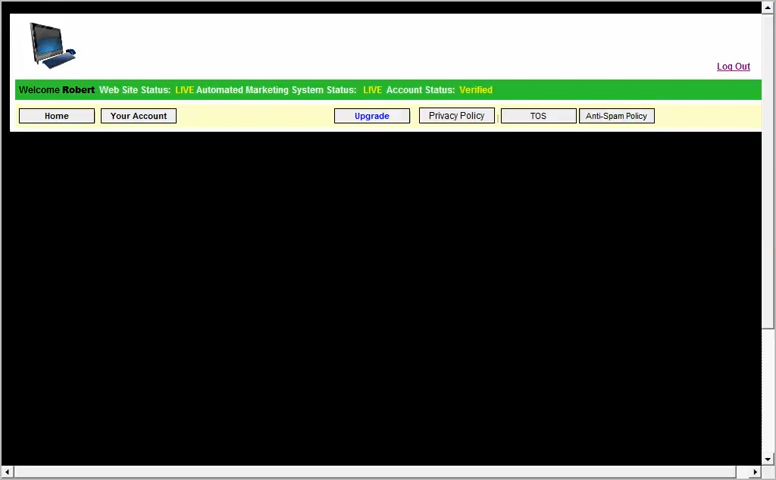 Log Out
Welcome Robert Web Site Status: LIVE Automated Marketing System Status: LIVE Account Status: Verified
Home Your Account Upgrade Privacy Policy | TOS Anti-Spam Policy